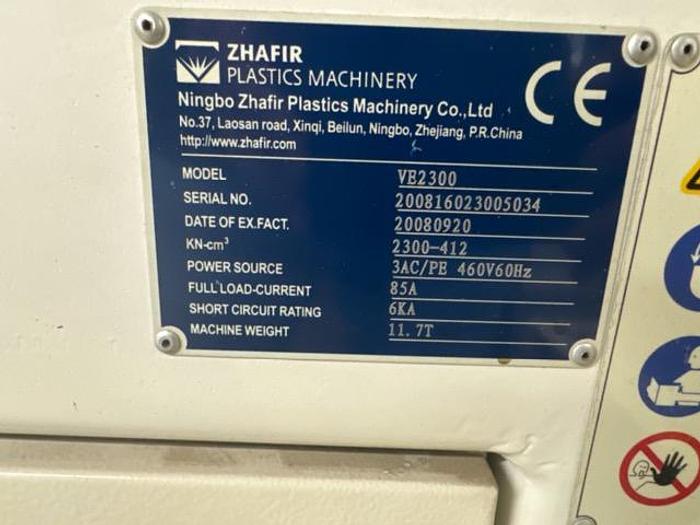 ZHAFIR
PLASTICS MACHINERY
CE
Ningbo Zhafir Plastics Machinery Co.,Ltd
No.37, Laosan road, Xinqi, Beilun, Ningbo, Zhejiang, P.R.China
http://www.zhafir.com
MODEL VE2300
SERIAL NO. 200816023005034
DATE OF EX.FACT. 20080920
KN-cm³ 2300-412
POWER SOURCE 3AC/PE 460V60Hz
FULL LOAD-CURRENT 85A
SHORT CIRCUIT RATING 6KA
MACHINE WEIGHT 11.7T